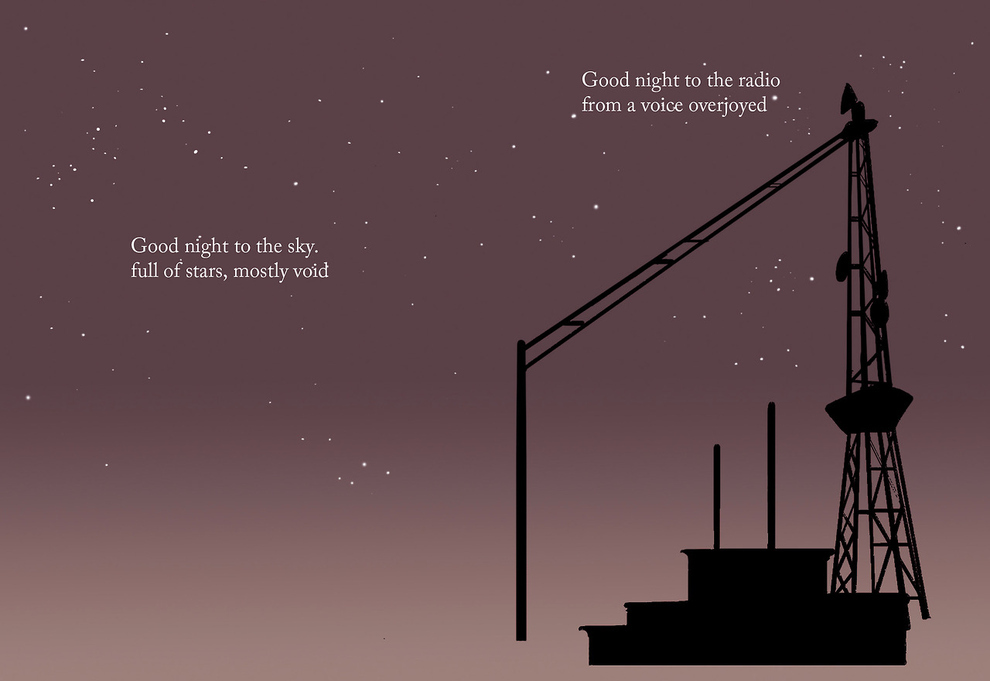 Good night to the sky.
full of stars, mostly void
Good night to the radio
from a voice overjoyed